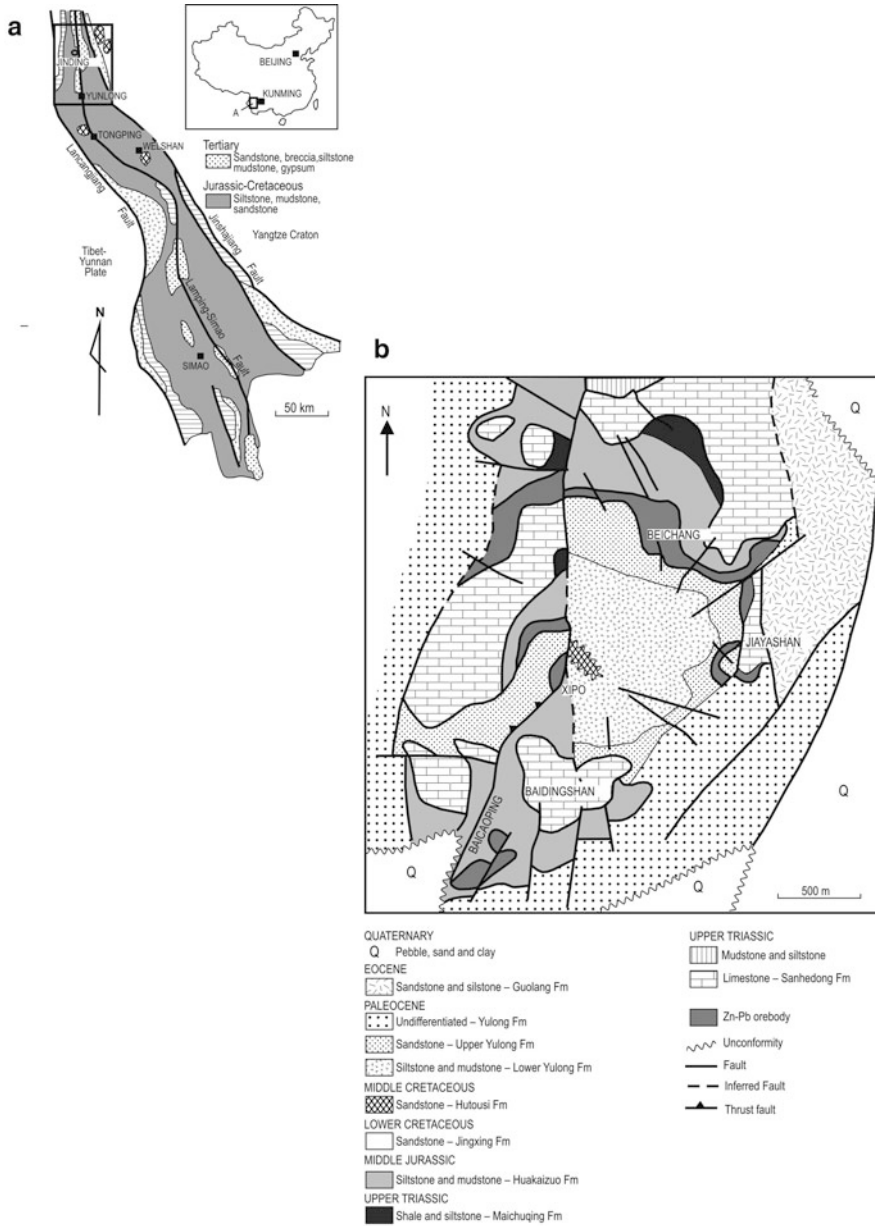 a
JINDING
YUNLONG
TONGPING
WELSHAN
Lancangjiang
Fault
Tibet-
Yunnan
Plate
N
BEIJING
KUNMING
A
Tertiary
Sandstone, breccia,siltstone
mudstone, gypsum
Jurassic-Cretaceous
Siltstone, mudstone,
sandstone
Jinshajiang
Fault
Yangtze Craton
Lamping-Simao
Fault
SIMAO
50 km
b
N
Q
BEICHANG
JIAYASHAN
XIPO
BAIDINGSHAN
BAICAOPING
Q
Q
Q
500 m
QUATERNARY
Q Pebble, sand and clay
EOCENE
Sandstone and silstone – Guolang Fm
PALEOCENE
Undifferentiated – Yulong Fm
Sandstone – Upper Yulong Fm
Siltstone and mudstone – Lower Yulong Fm
MIDDLE CRETACEOUS
Sandstone – Hutousi Fm
LOWER CRETACEOUS
Sandstone – Jingxing Fm
MIDDLE JURASSIC
Siltstone and mudstone – Huakaizuo Fm
UPPER TRIASSIC
Shale and siltstone – Maichuqing Fm
UPPER TRIASSIC
Mudstone and siltstone
Limestone – Sanhedong Fm
Zn-Pb orebody
Unconformity
Fault
Inferred Fault
Thrust fault